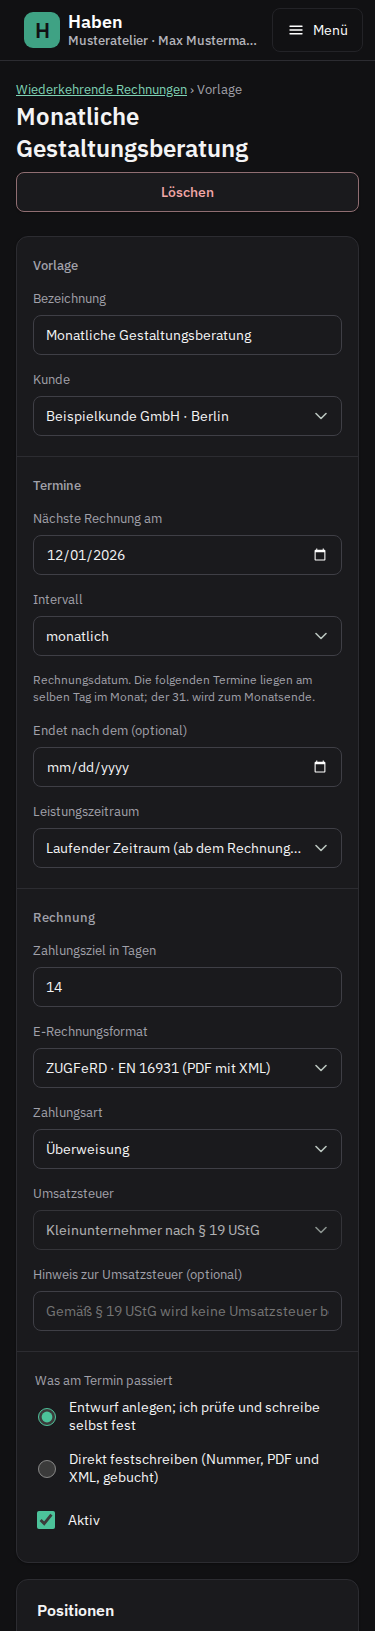 H
Haben
Musteratelier · Max Musterma...
Menü
Wiederkehrende Rechnungen › Vorlage
Monatliche
Gestaltungsberatung
Löschen
Vorlage
Bezeichnung
Monatliche Gestaltungsberatung
Kunde
Beispielkunde GmbH · Berlin
Termine
Nächste Rechnung am
12/01/2026
Intervall
monatlich
Rechnungsdatum. Die folgenden Termine liegen am
selben Tag im Monat; der 31. wird zum Monatsende.
Endet nach dem (optional)
mm/dd/yyyy
Leistungszeitraum
Laufender Zeitraum (ab dem Rechnung...
Rechnung
Zahlungsziel in Tagen
14
E-Rechnungsformat
ZUGFeRD · EN 16931 (PDF mit XML)
Zahlungsart
Überweisung
Umsatzsteuer
Kleinunternehmer nach § 19 UStG
Hinweis zur Umsatzsteuer (optional)
Gemäß § 19 UStG wird keine Umsatzsteuer b
Was am Termin passiert
Entwurf anlegen; ich prüfe und schreibe
selbst fest
Direkt festschreiben (Nummer, PDF und
XML, gebucht)
Aktiv
Positionen